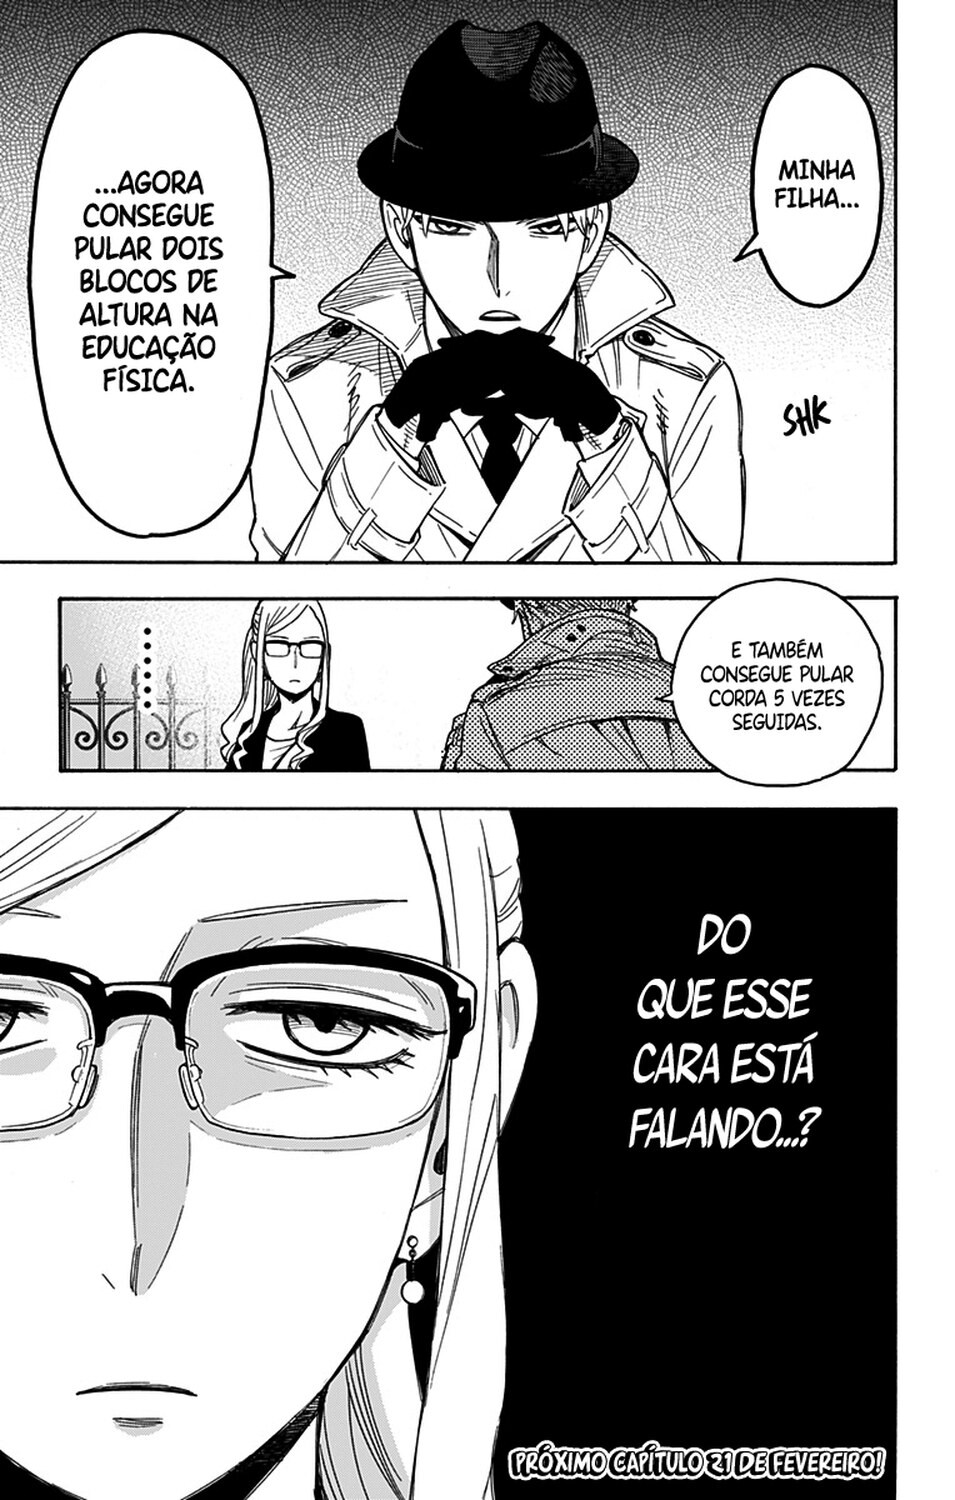 MINHA
FILHA...
...AGORA
CONSEGUE
PULAR DOIS
BLOCOS DE
ALTURA NA
EDUCAÇÃO
FÍSICA.
SHK
E TAMBÉM
CONSEGUE PULAR
CORDA 5 VEZES
SEGUIDAS.
DO
QUE ESSE
CARA ESTÁ
FALANDO...?
PRÓXIMO CAPÍTULO 21 DE FEVEREIRO!